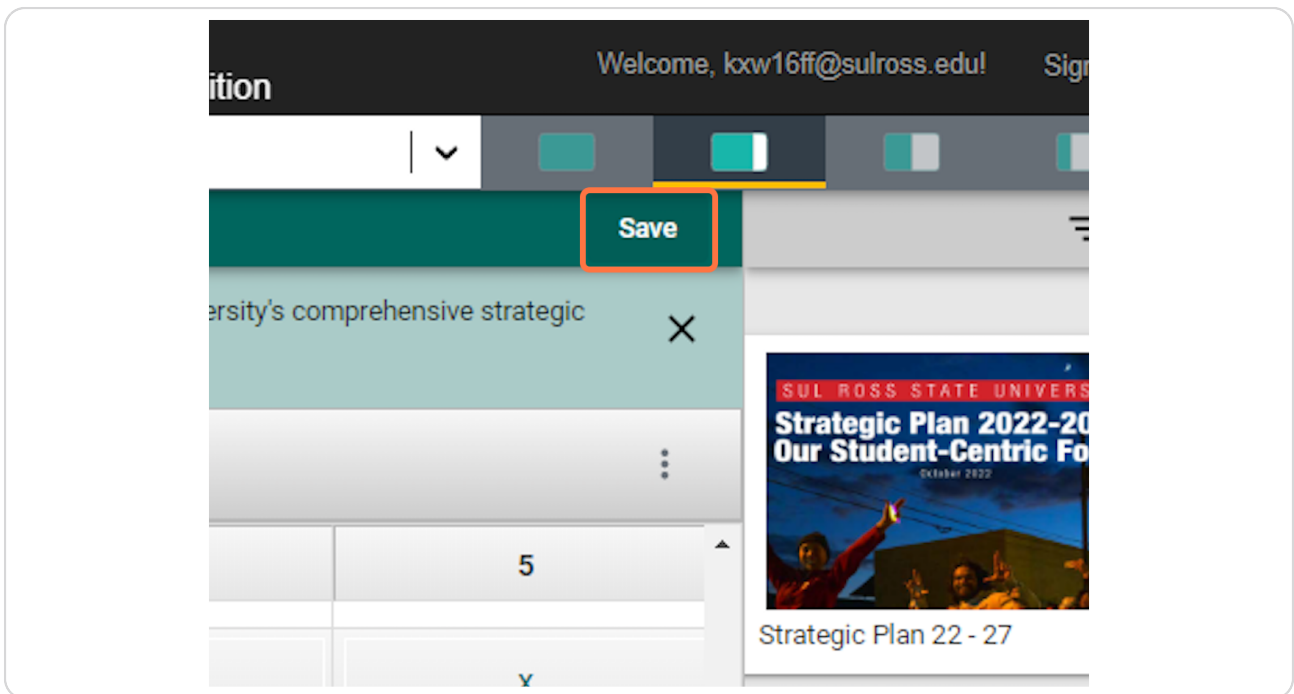 Welcome, kxw16ff@sulross.edu!
Sign
ition
Save
ersity's comprehensive strategic
SUL ROSS STATE UNIVERS
Strategic Plan 2022-20
Our Student-Centric Fo
October 2022
5
Strategic Plan 22 - 27
X